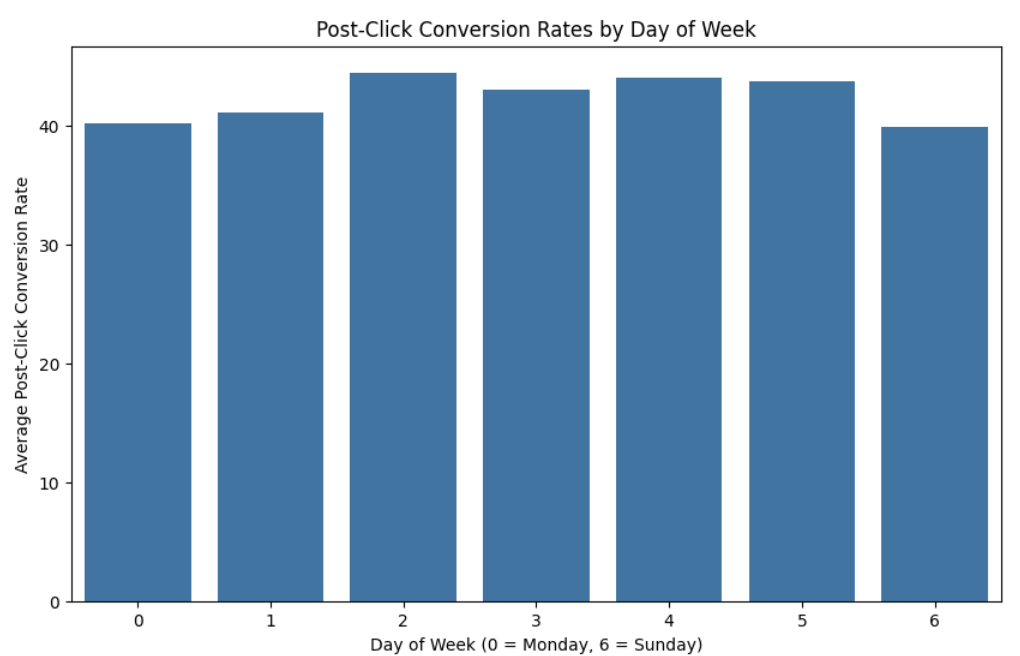 Post-Click Conversion Rates by Day of Week
Average Post-Click Conversion Rate
40
30
20
10
0
0 1 2 3 4 5 6
Day of Week (0 = Monday, 6 = Sunday)